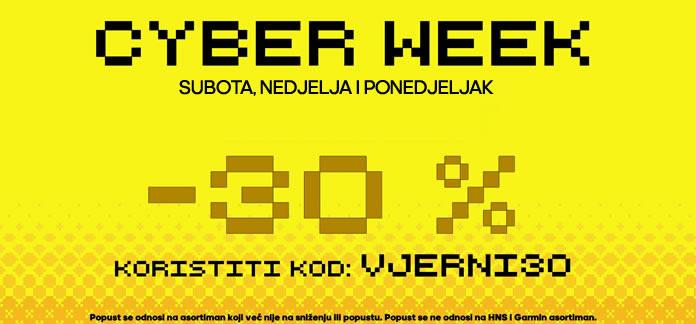 CYBER WEEK
SUBOTA, NEDJELJA I PONEDJELJAK
-30 %
KORISTITI KOD: VJERNI30
Popust se odnosi na asortiman koji već nije na sniženju ili popustu. Popust se ne odnosi na HNS i Garmin asortiman.